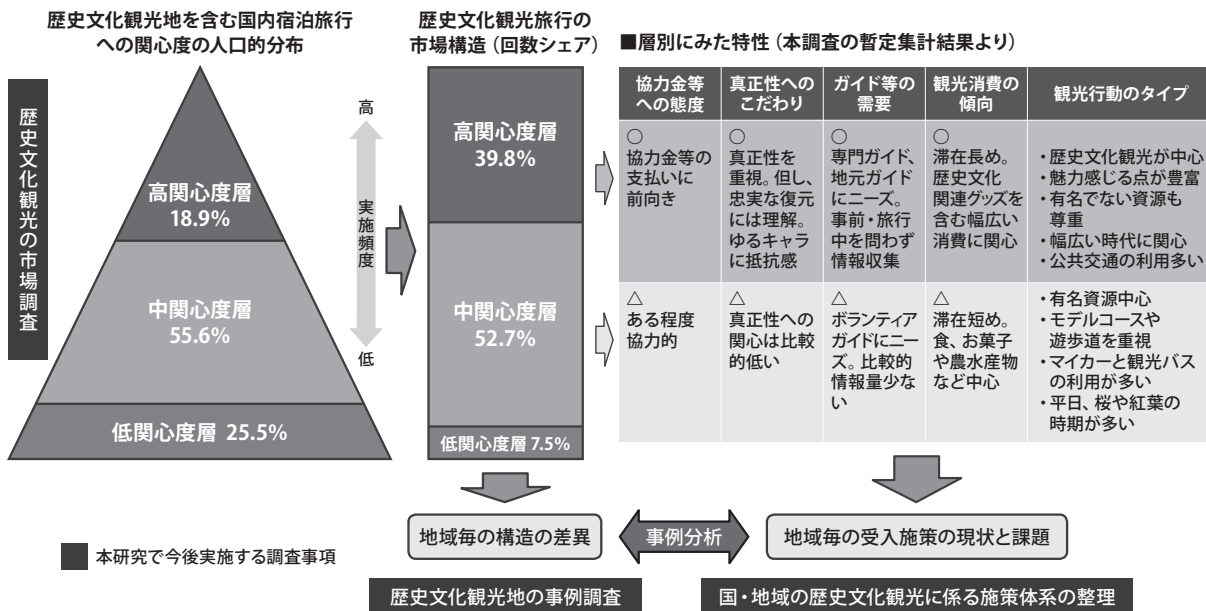 歴史文化観光地を含む国内宿泊旅行
への関心度の人口的分布
歴史文化観光旅行の
市場構造（回数シェア）
■層別にみた特性（本調査の暫定集計結果より）
歴史文化観光の市場調査
高関心度層
18.9%
中関心度層
55.6%
低関心度層 25.5%
高
実施頻度
低
高関心度層
39.8%
中関心度層
52.7%
低関心度層 7.5%
協力金等
への態度
真正性への
こだわり
ガイド等の
需要
観光消費の
傾向
観光行動のタイプ
○
協力金等の
支払いに
前向き
○
真正性を
重視。但し、
忠実な復元
には理解。
ゆるキャラ
に抵抗感
○
専門ガイド、
地元ガイド
にニーズ。
事前・旅行
中を問わず
情報収集
○
滞在長め。
歴史文化
関連グッズを
含む幅広い
消費に関心
・歴史文化観光が中心
・魅力感じる点が豊富
・有名でない資源も
尊重
・幅広い時代に関心
・公共交通の利用多い
△
ある程度
協力的
△
真正性への
関心は比較
的低い
△
ボランティア
ガイドにニー
ズ。比較的
情報量少な
い
△
滞在短め。
食、お菓子
や農水産物
など中心
・有名資源中心
・モデルコースや
遊歩道を重視
・マイカーと観光バス
の利用が多い
・平日、桜や紅葉の
時期が多い
地域毎の構造の差異
事例分析
地域毎の受入施策の現状と課題
本研究で今後実施する調査事項
歴史文化観光地の事例調査
国・地域の歴史文化観光に係る施策体系の整理